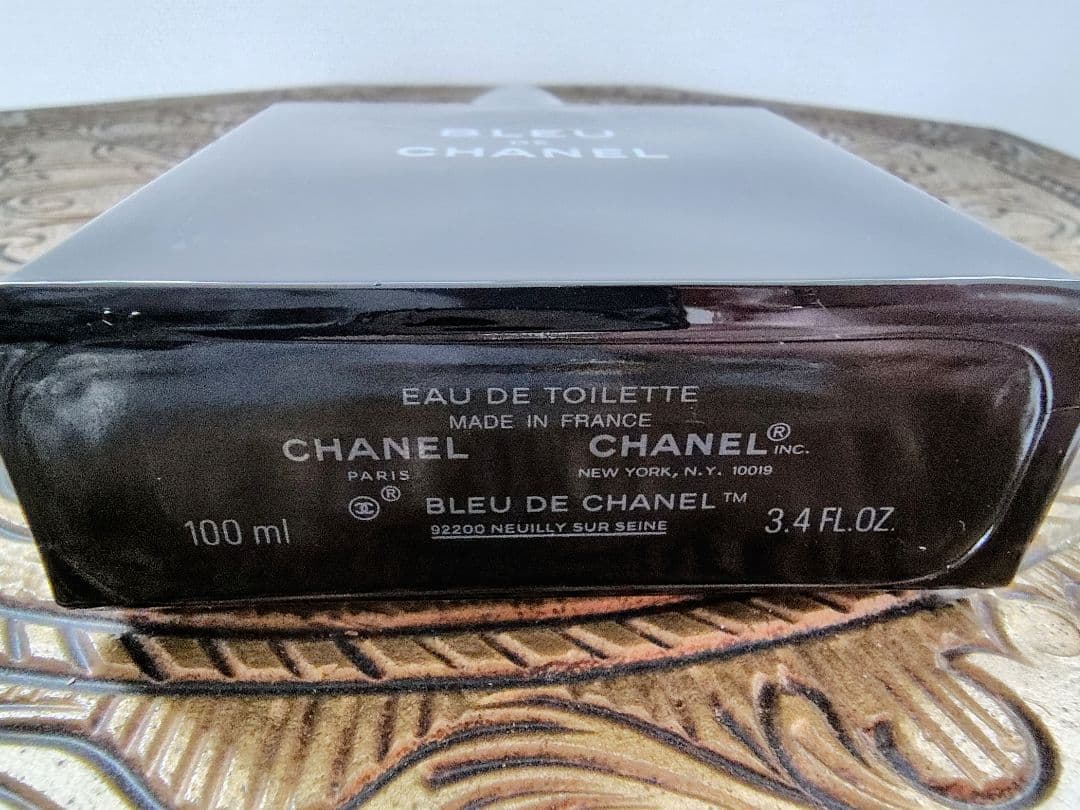 BLEU
DE
CHANEL
EAU DE TOILETTE
MADE IN FRANCE
CHANEL CHANEL® INC.
PARIS NEW YORK, N.Y. 10019
® BLEU DE CHANEL™
92200 NEUILLY SUR SEINE
100 ml 3.4 FL.OZ.